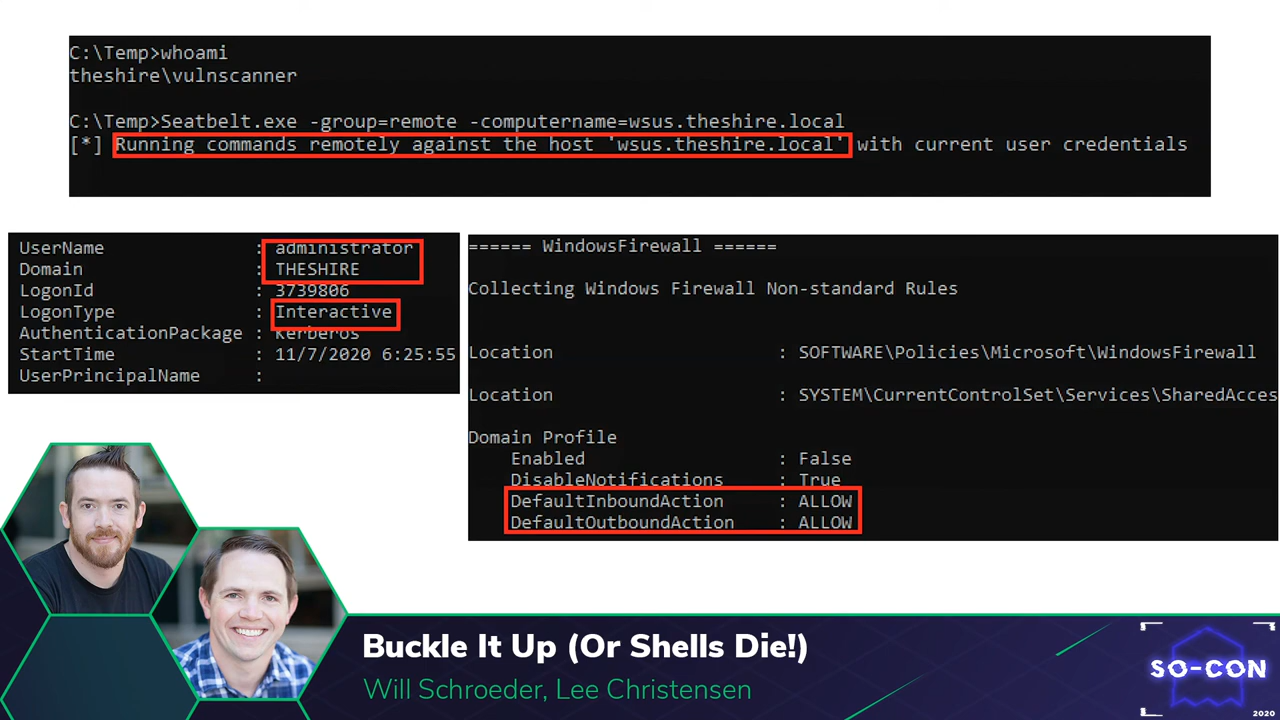 C:\Temp>whoami
theshire\vulnscanner
C:\Temp>Seatbelt.exe -group=remote -computername=wsus.theshire.local
[*] Running commands remotely against the host 'wsus.theshire.local' with current user credentials
UserName : administrator
Domain : THESHIRE
LogonId : 3739806
LogonType : Interactive
AuthenticationPackage : Kerberos
StartTime : 11/7/2020 6:25:55
UserPrincipalName :
====== WindowsFirewall ======
Collecting Windows Firewall Non-standard Rules
Location : SOFTWARE\Policies\Microsoft\WindowsFirewall
Location : SYSTEM\CurrentControlSet\Services\SharedAcces
Domain Profile
Enabled : False
DisableNotifications : True
DefaultInboundAction : ALLOW
DefaultOutboundAction : ALLOW
Buckle It Up (Or Shells Die!)
Will Schroeder, Lee Christensen
SO-CON
2020